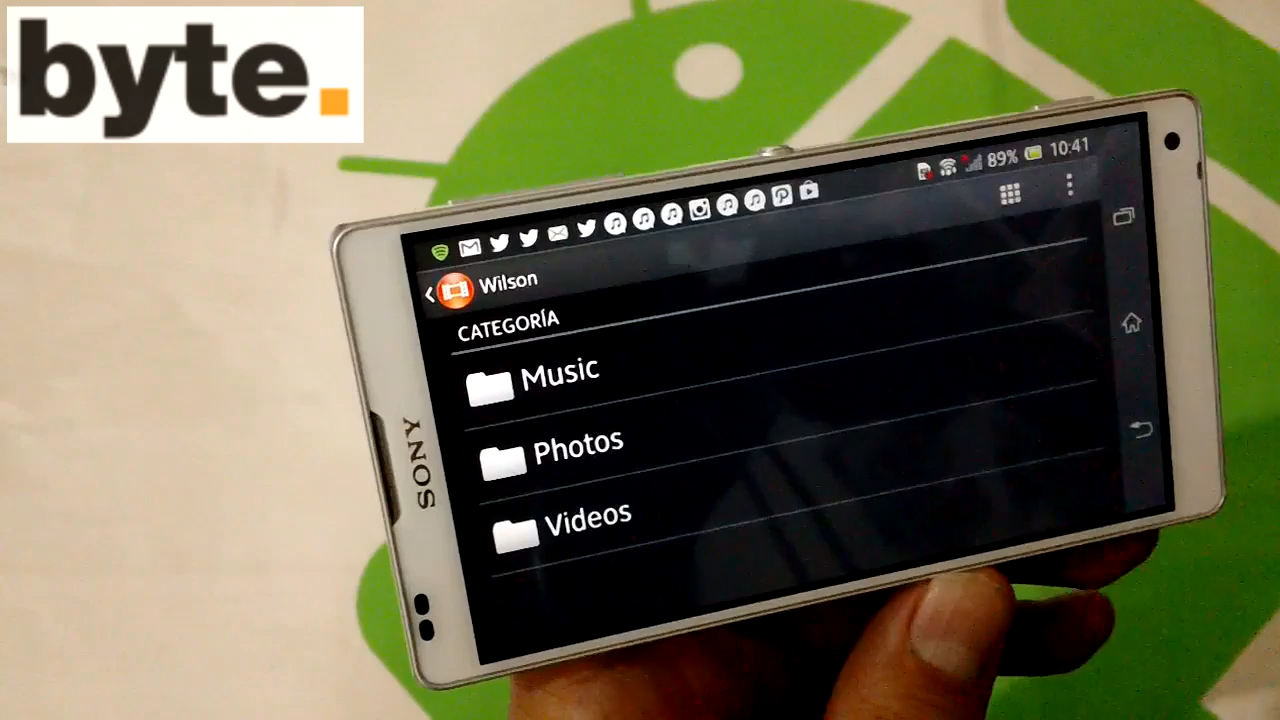 byte.
89% 10:41
Wilson
CATEGORÍA
Music
Photos
Videos
SONY